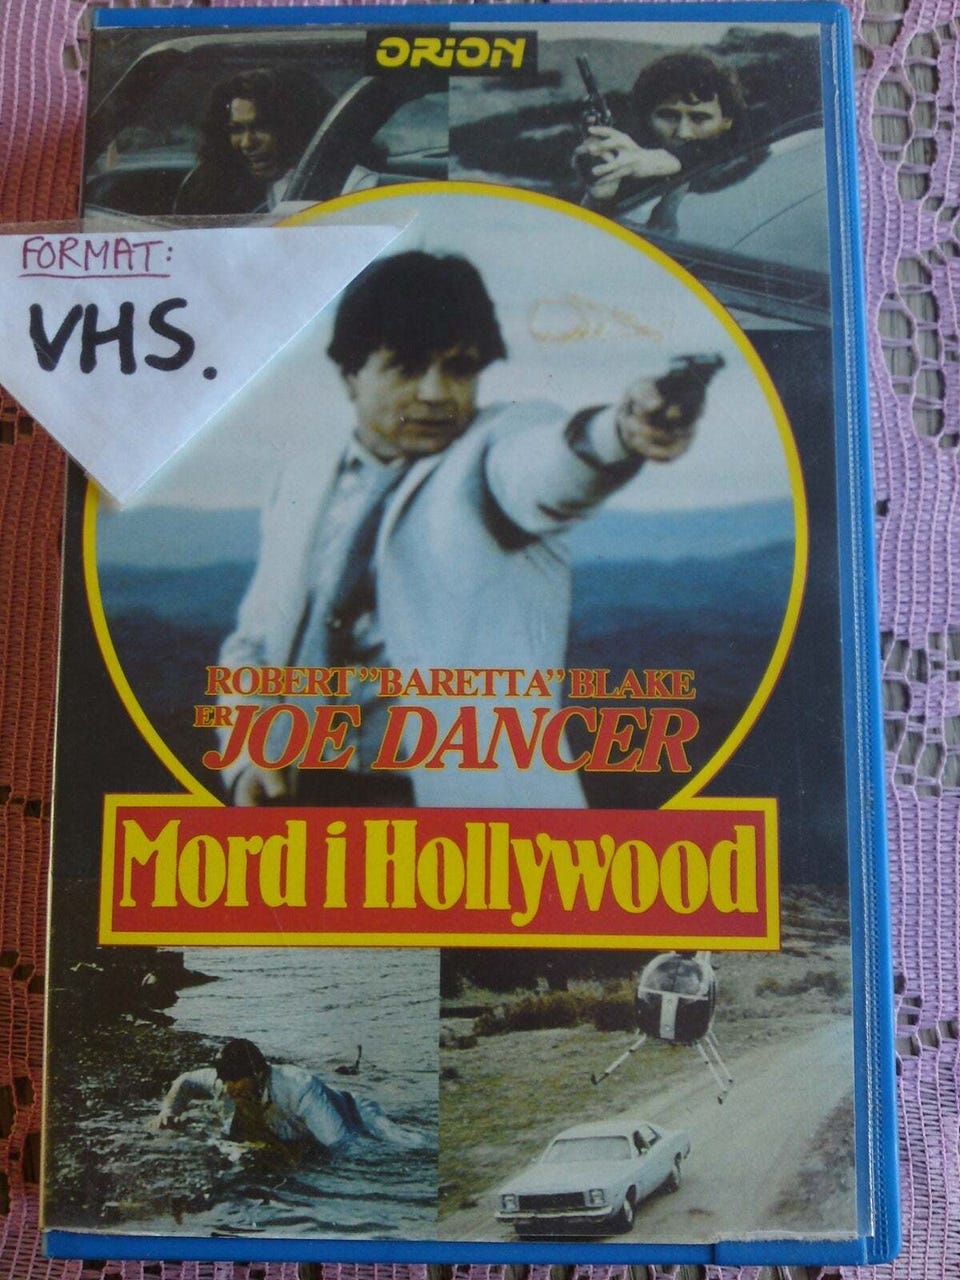 ORiON
FORMAT:
VHS.
ROBERT "BARETTA" BLAKE
ER JOE DANCER
Mord i Hollywood